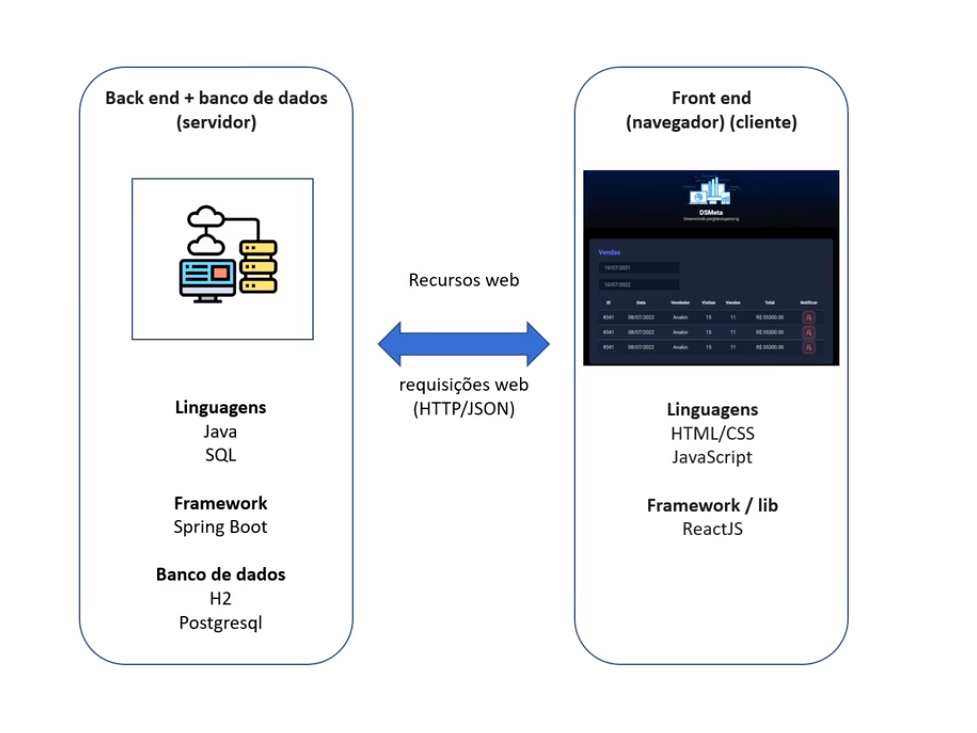 Back end + banco de dados
(servidor)
Linguagens
Java
SQL
Framework
Spring Boot
Banco de dados
H2
Postgresql
Recursos web
requisições web
(HTTP/JSON)
Front end
(navegador) (cliente)
DSMeta
Vendas
10/07/2021
10/07/2022
ID Data Vendedor Visitas Vendas Total Notificar
#341 08/07/2022 Anakin 15 11 R$ 55300.00
#341 08/07/2022 Anakin 15 11 R$ 55300.00
#341 08/07/2022 Anakin 15 11 R$ 55300.00
Linguagens
HTML/CSS
JavaScript
Framework / lib
ReactJS